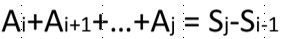 Ai+Ai+1+...+Aj = Sj-Si-1